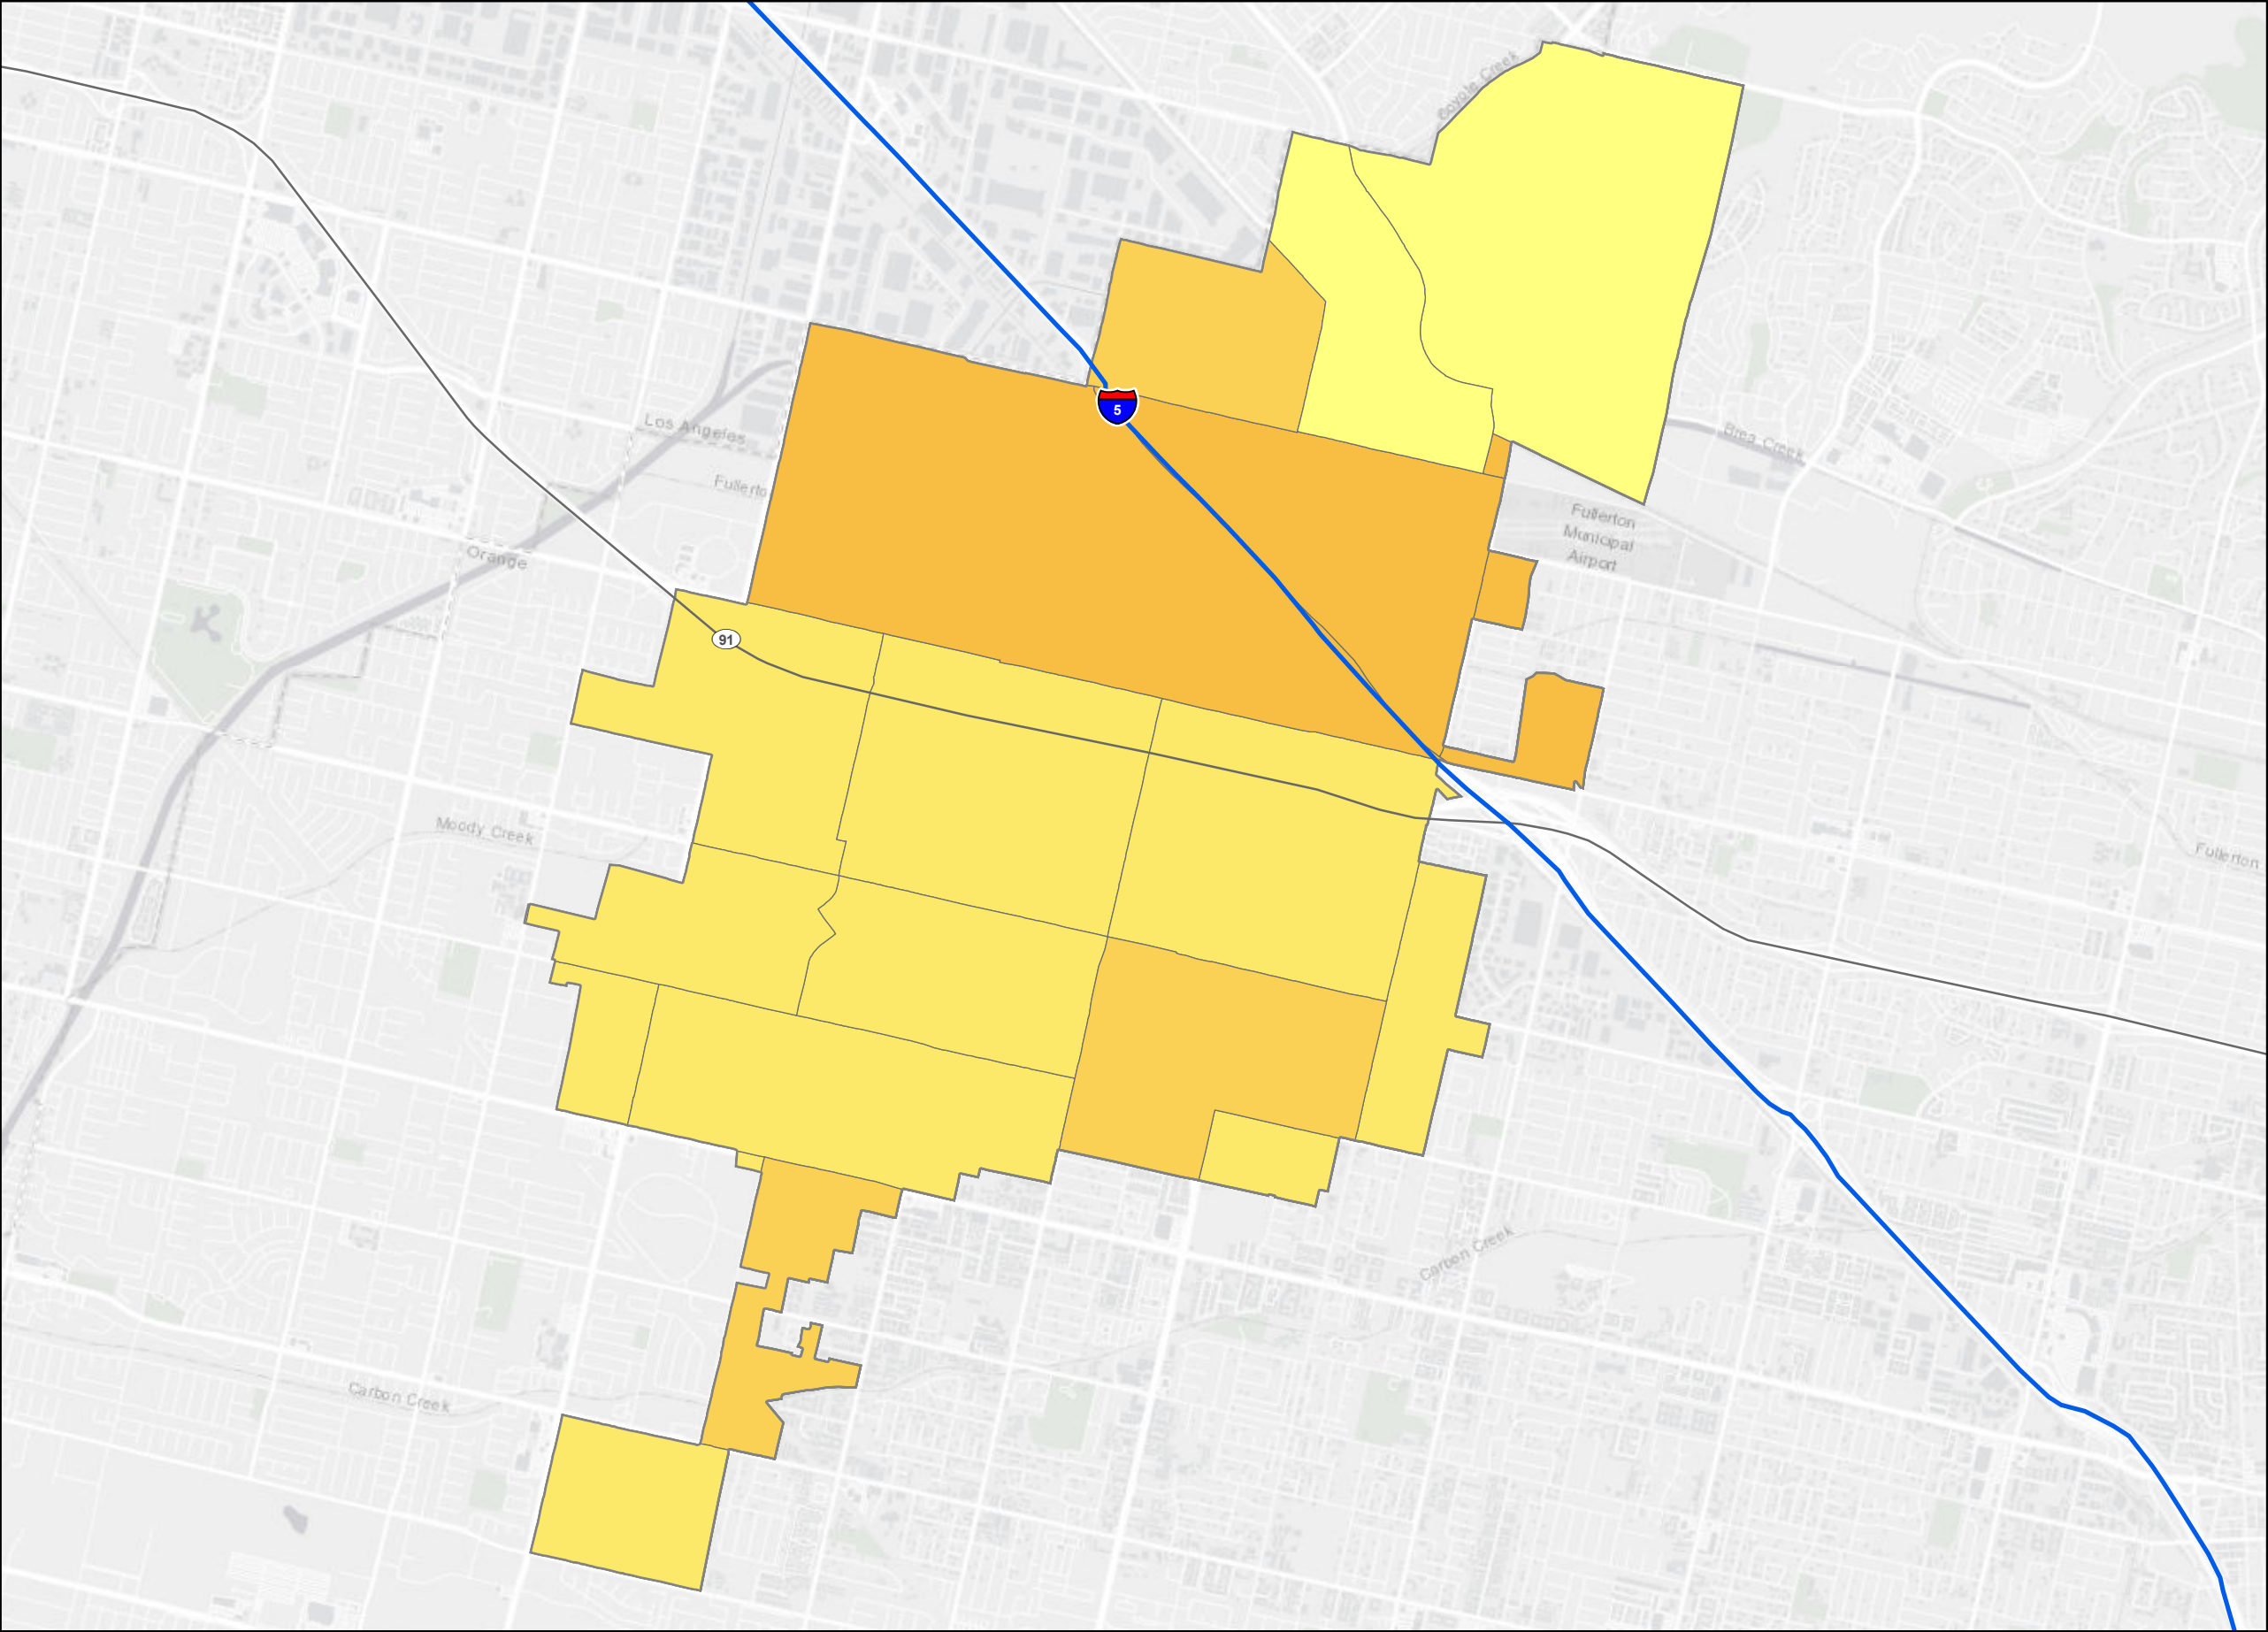 Coyote Creek
5
Los Angeles
Brea Creek
Fullerto
Fullerton
Municipal
Airport
Orange
91
Moody Creek
Fullerton
Carbon Creek
Carbon Creek